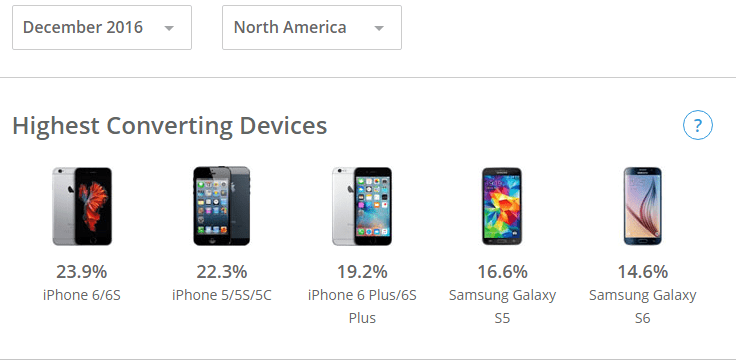 December 2016
North America
Highest Converting Devices
?
23.9%
iPhone 6/6S
22.3%
iPhone 5/5S/5C
19.2%
iPhone 6 Plus/6S
Plus
16.6%
Samsung Galaxy
S5
14.6%
Samsung Galaxy
S6